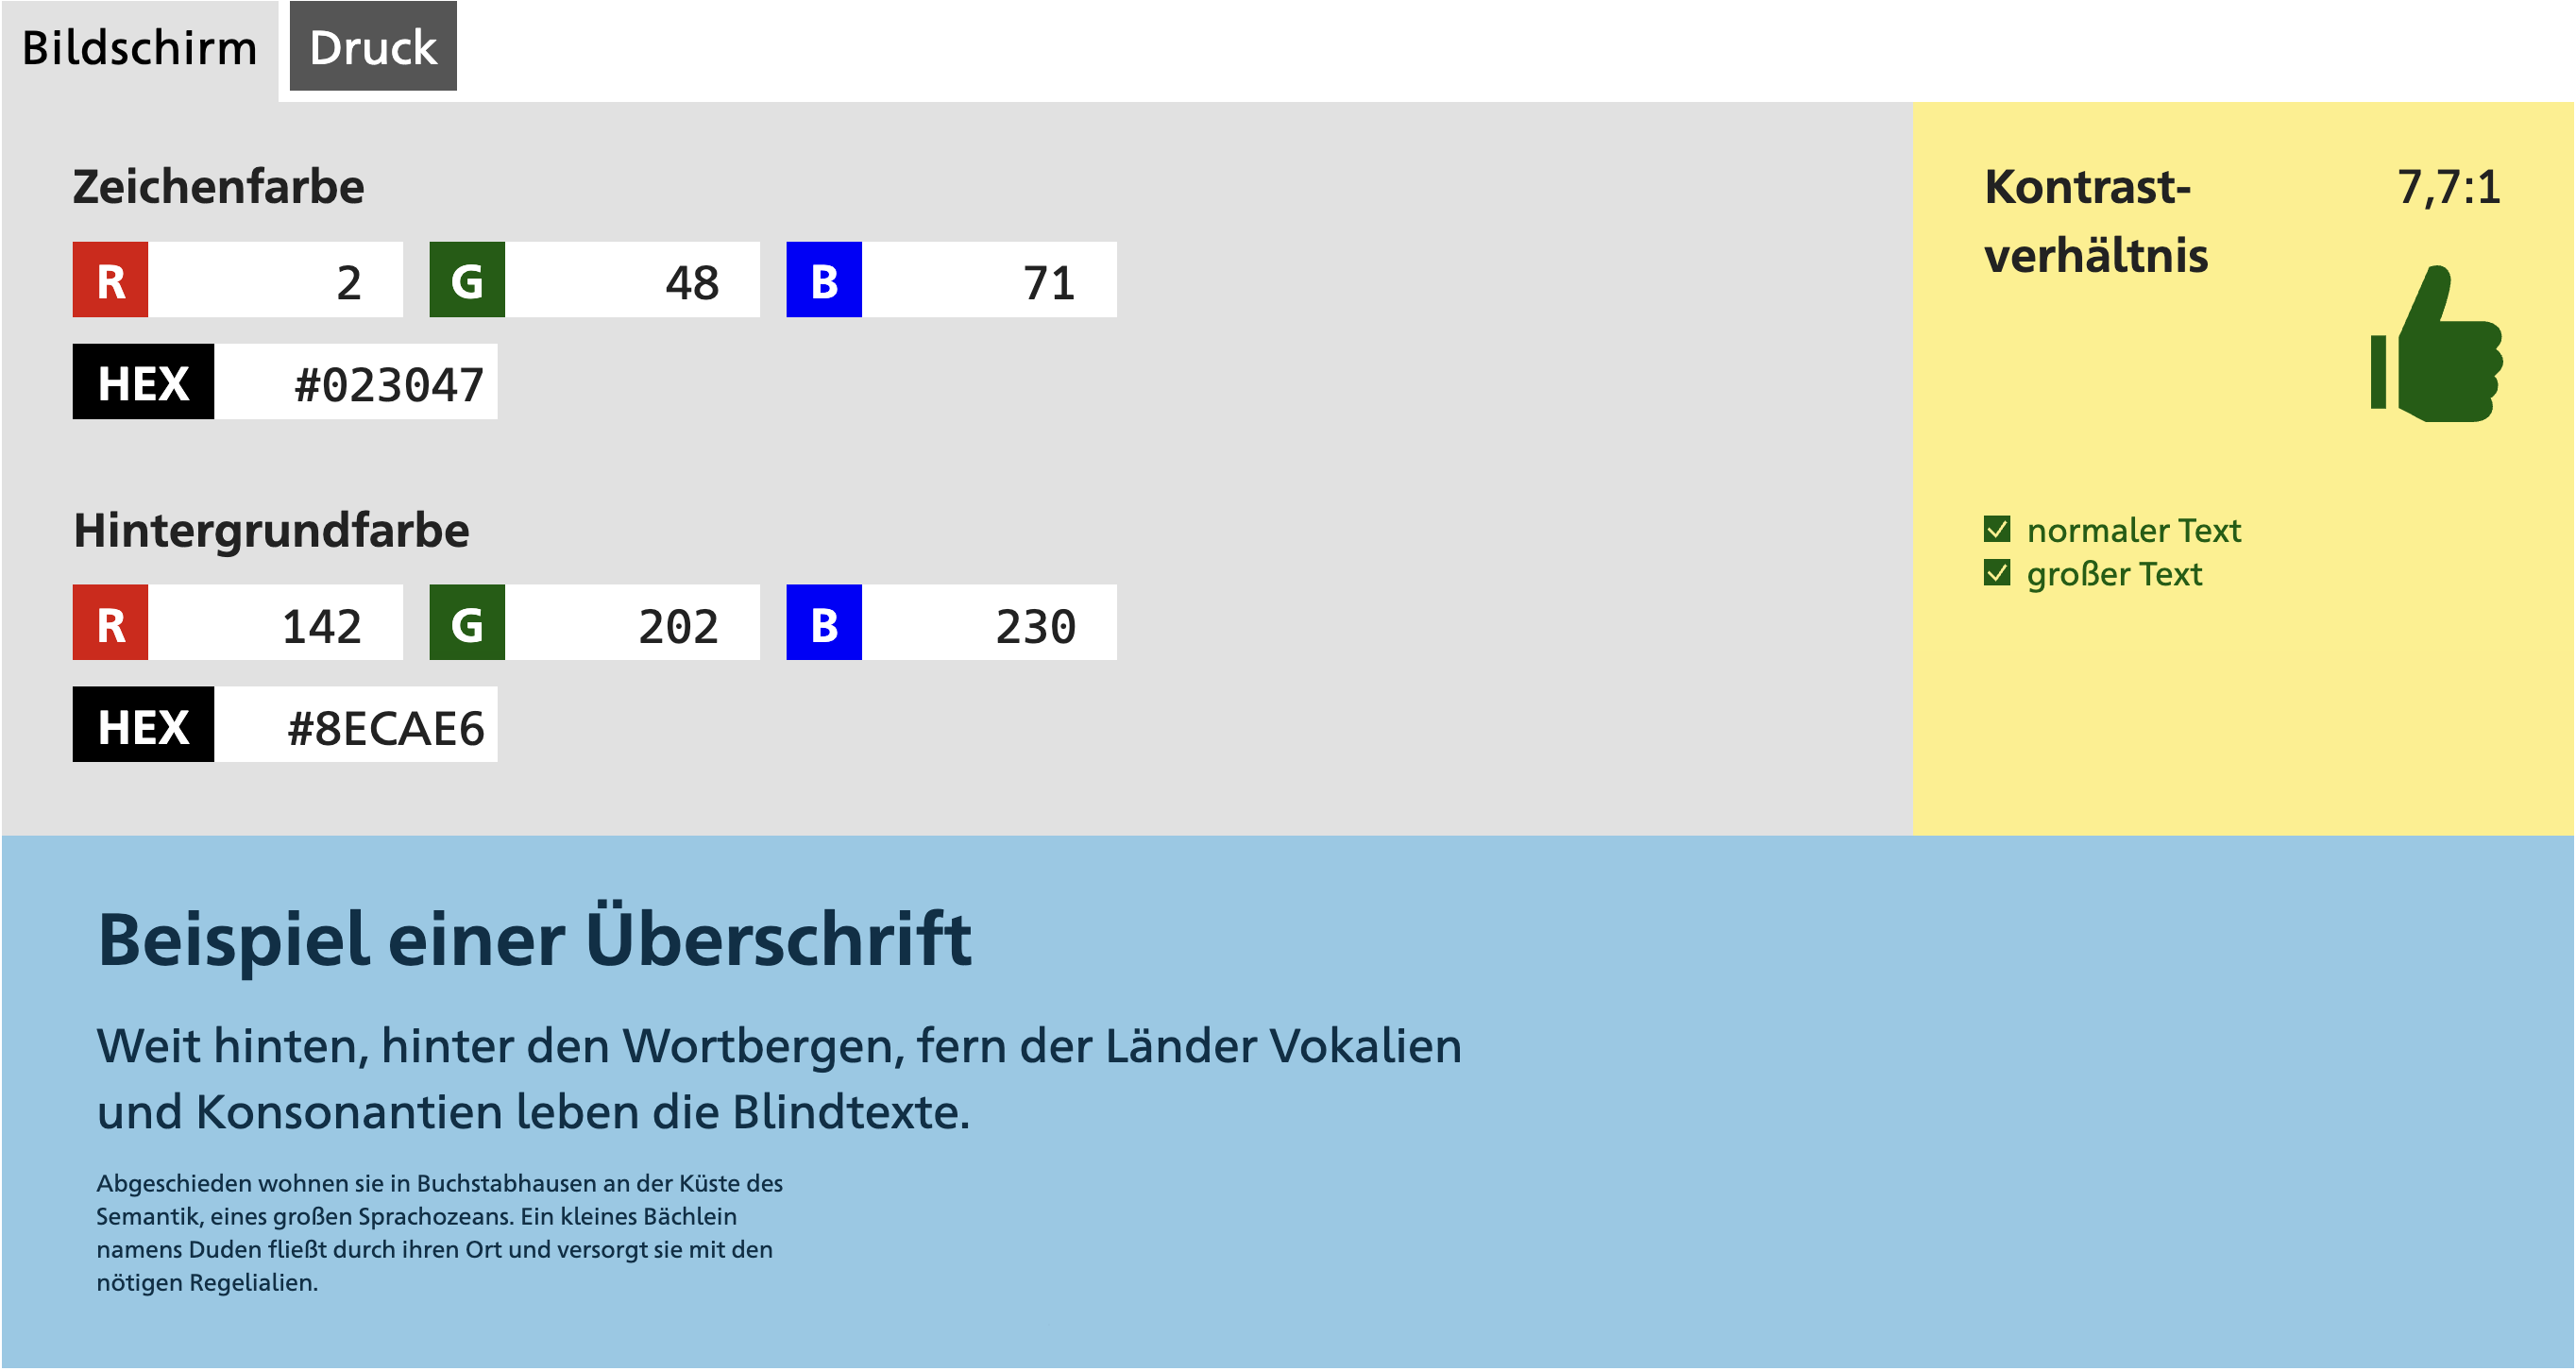 Bildschirm Druck
Zeichenfarbe
R 2 G 48 B 71
HEX #023047
Hintergrundfarbe
R 142 G 202 B 230
HEX #8ECAE6
Kontrast- 7,7:1
verhältnis
normaler Text
großer Text
Beispiel einer Überschrift
Weit hinten, hinter den Wortbergen, fern der Länder Vokalien
und Konsonantien leben die Blindtexte.
Abgeschieden wohnen sie in Buchstabhausen an der Küste des
Semantik, eines großen Sprachozeans. Ein kleines Bächlein
namens Duden fließt durch ihren Ort und versorgt sie mit den
nötigen Regelialien.